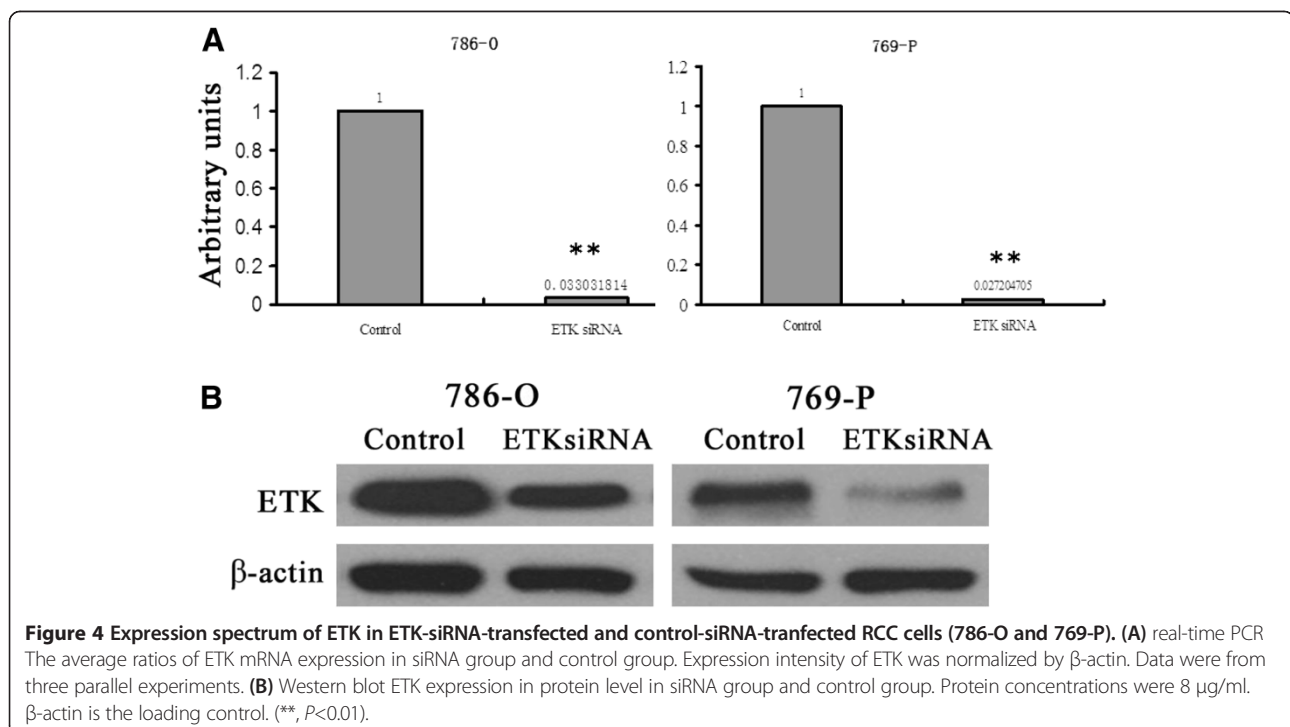 A
786-O
769-P
Arbitrary units
1.2
1
0.8
0.6
0.4
0.2
0
1
**
0.033031814
Control
ETK siRNA
1.2
1
0.8
0.6
0.4
0.2
0
1
**
0.027204705
Control
ETK siRNA
B
786-O
769-P
Control ETKsiRNA
Control ETKsiRNA
ETK
β-actin
Figure 4 Expression spectrum of ETK in ETK-siRNA-transfected and control-siRNA-tranfected RCC cells (786-O and 769-P). (A) real-time PCR
The average ratios of ETK mRNA expression in siRNA group and control group. Expression intensity of ETK was normalized by β-actin. Data were from
three parallel experiments. (B) Western blot ETK expression in protein level in siRNA group and control group. Protein concentrations were 8 μg/ml.
β-actin is the loading control. (**, P<0.01).